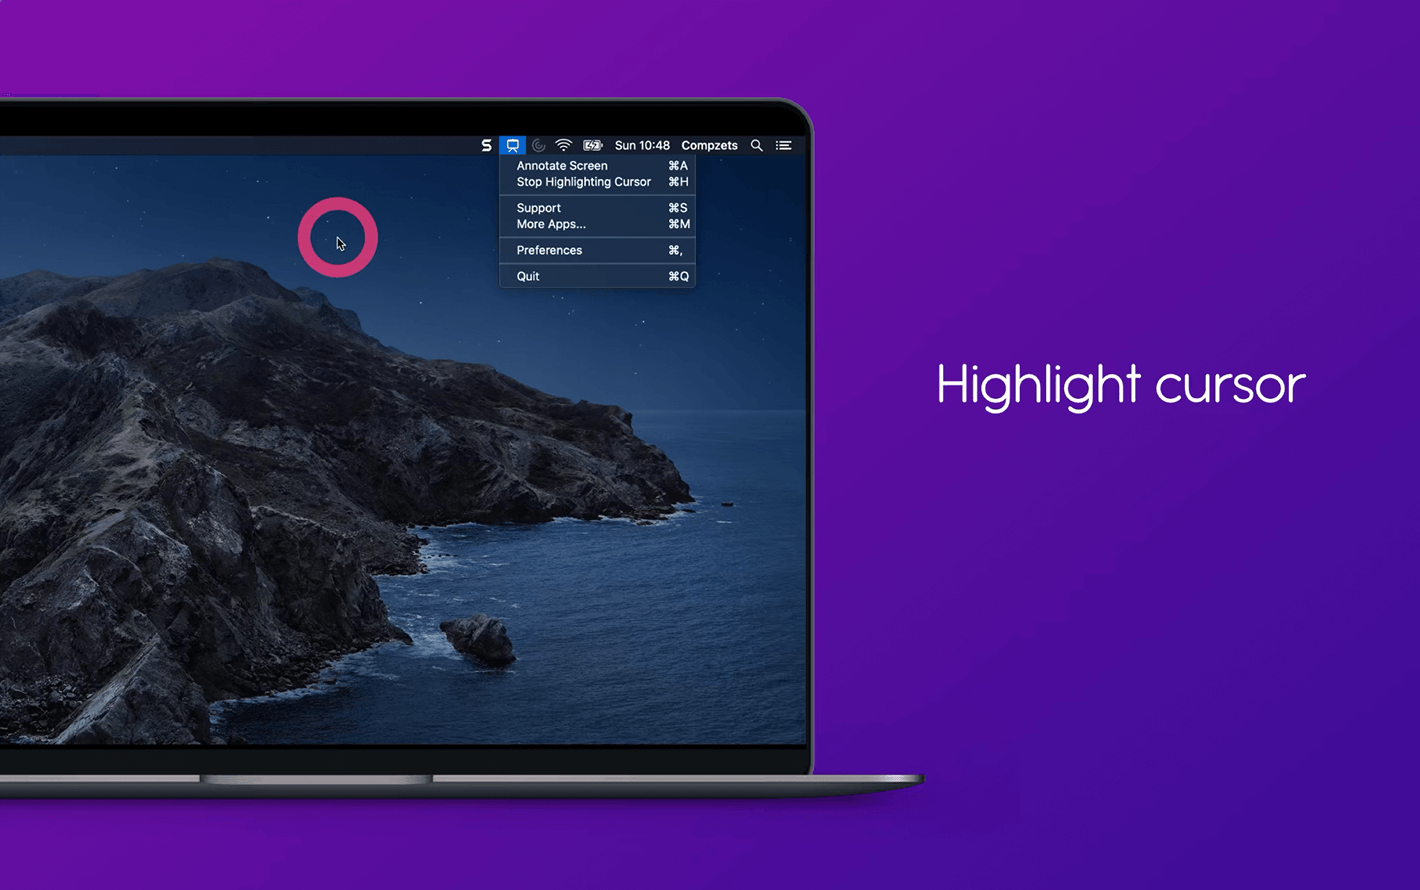 S Sun 10:48 Compzets
Annotate Screen ⌘A
Stop Highlighting Cursor ⌘H
Support ⌘S
More Apps... ⌘M
Preferences ⌘,
Quit ⌘Q
Highlight cursor